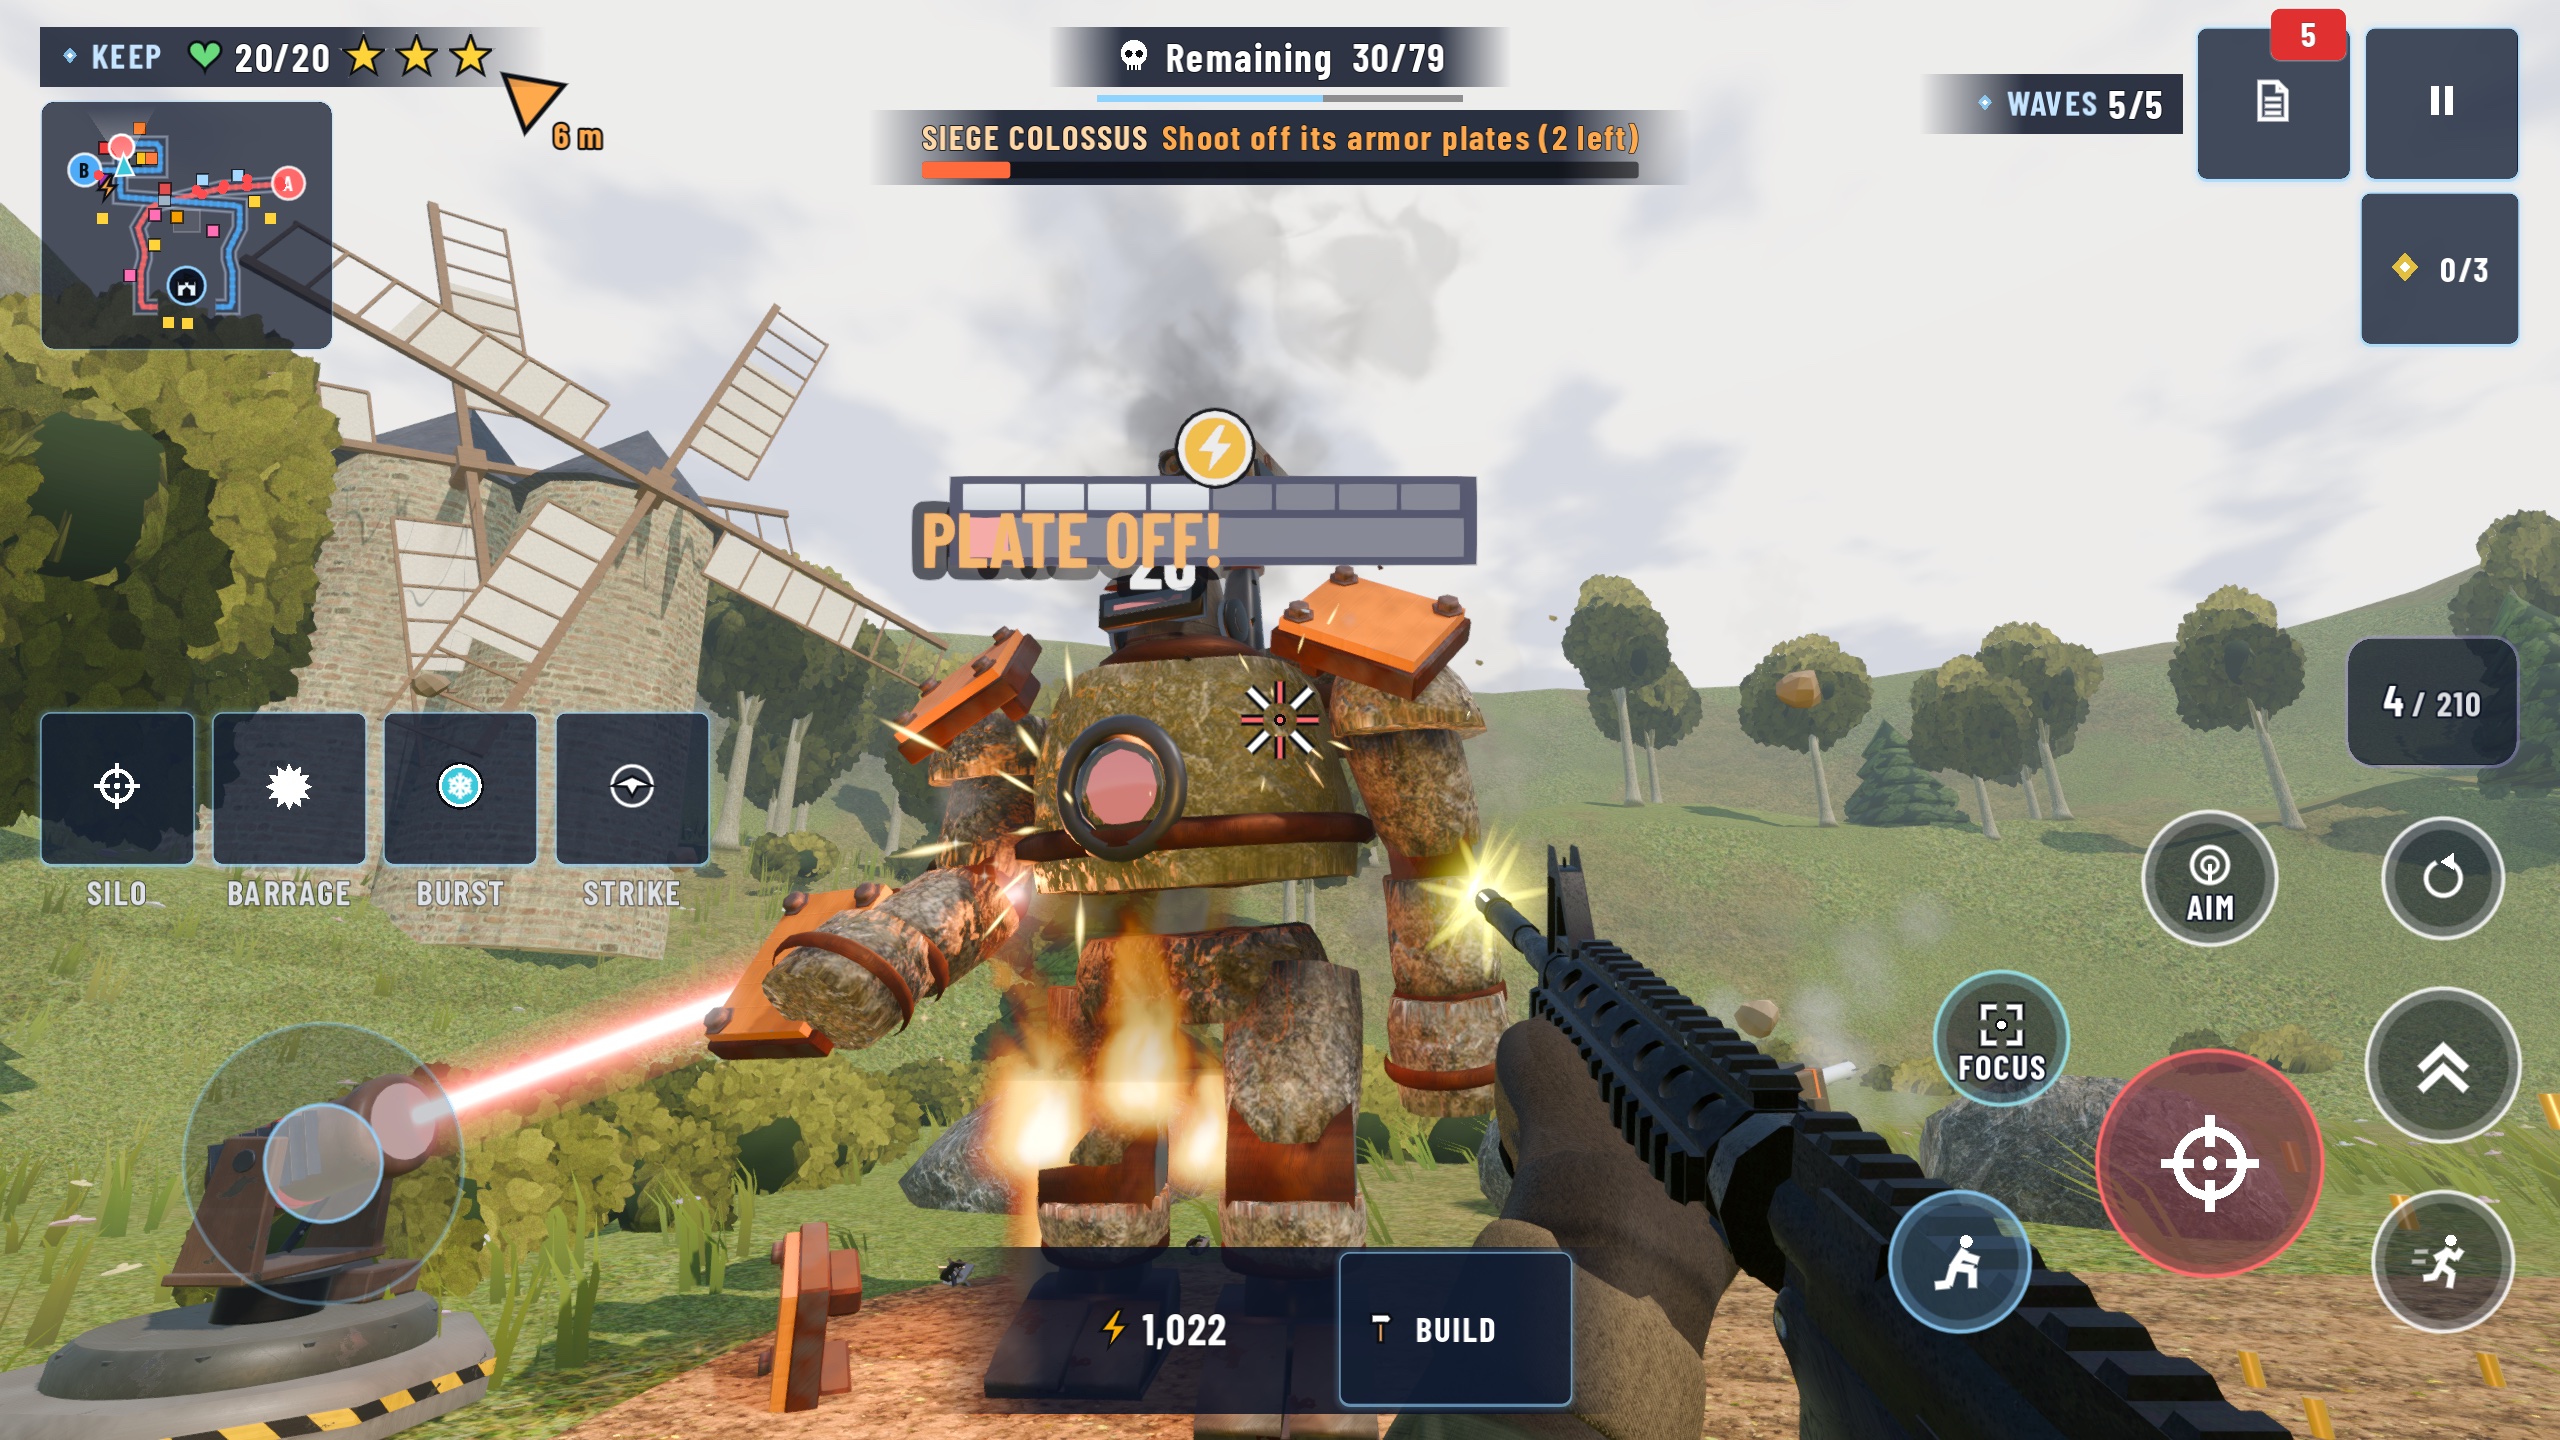 KEEP 20/20
6 m
B
A
Remaining 30/79
SIEGE COLOSSUS Shoot off its armor plates (2 left)
WAVES 5/5
5
0/3
PLATE OFF!
4 / 210
SILO
BARRAGE
BURST
STRIKE
AIM
FOCUS
1,022
BUILD